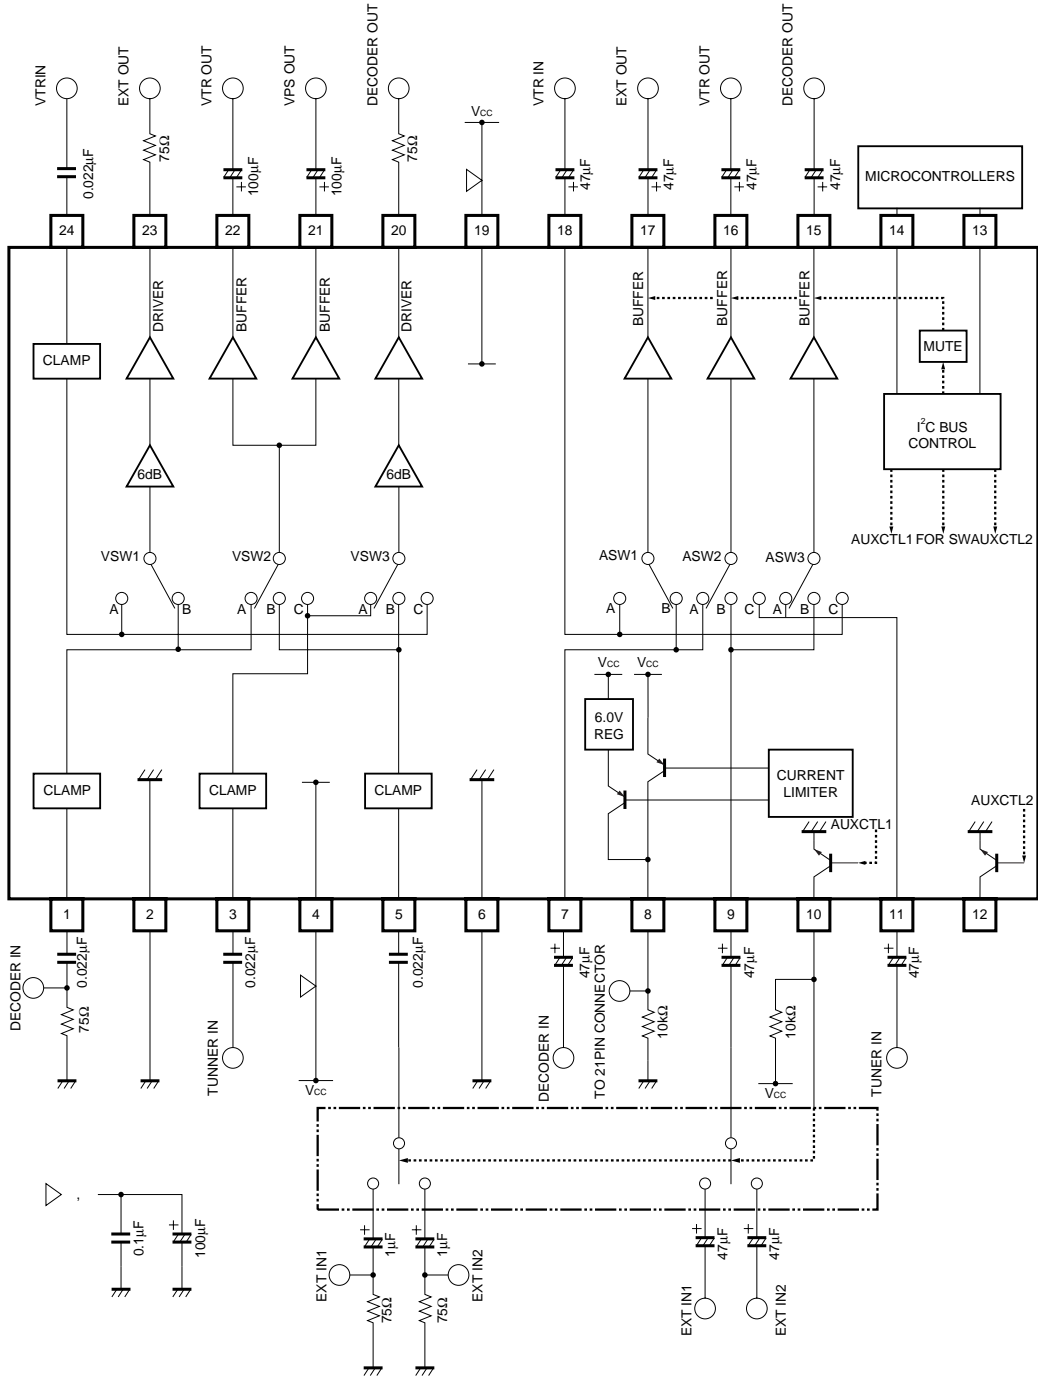 VTRIN
EXT OUT
VTR OUT
VPS OUT
DECODER OUT
VTR IN
EXT OUT
VTR OUT
DECODER OUT
0.022µF
75Ω
+ 100µF
+ 100µF
75Ω
Vcc
+ 47µF
+ 47µF
+ 47µF
+ 47µF
MICROCONTROLLERS
24
23
22
21
20
19
18
17
16
15
14
13
DRIVER
BUFFER
BUFFER
DRIVER
BUFFER
BUFFER
BUFFER
CLAMP
MUTE
6dB
6dB
I²C BUS
CONTROL
AUXCTL1 FOR SWAUXCTL2
VSW1
VSW2
VSW3
ASW1
ASW2
ASW3
A
B
A
B
C
A
B
C
A
B
A
B
C
A
B
C
Vcc
Vcc
6.0V
REG
CLAMP
CLAMP
CLAMP
CURRENT
LIMITER
AUXCTL1
AUXCTL2
1
2
3
4
5
6
7
8
9
10
11
12
DECODER IN
0.022µF
75Ω
0.022µF
TUNNER IN
Vcc
0.022µF
+
47µF
DECODER IN
TO 21PIN CONNECTOR
10kΩ
+
47µF
10kΩ
Vcc
+
47µF
TUNER IN
,
0.1µF
+
100µF
+
1µF
+
1µF
EXT IN1
EXT IN2
75Ω
75Ω
+
47µF
+
47µF
EXT IN1
EXT IN2